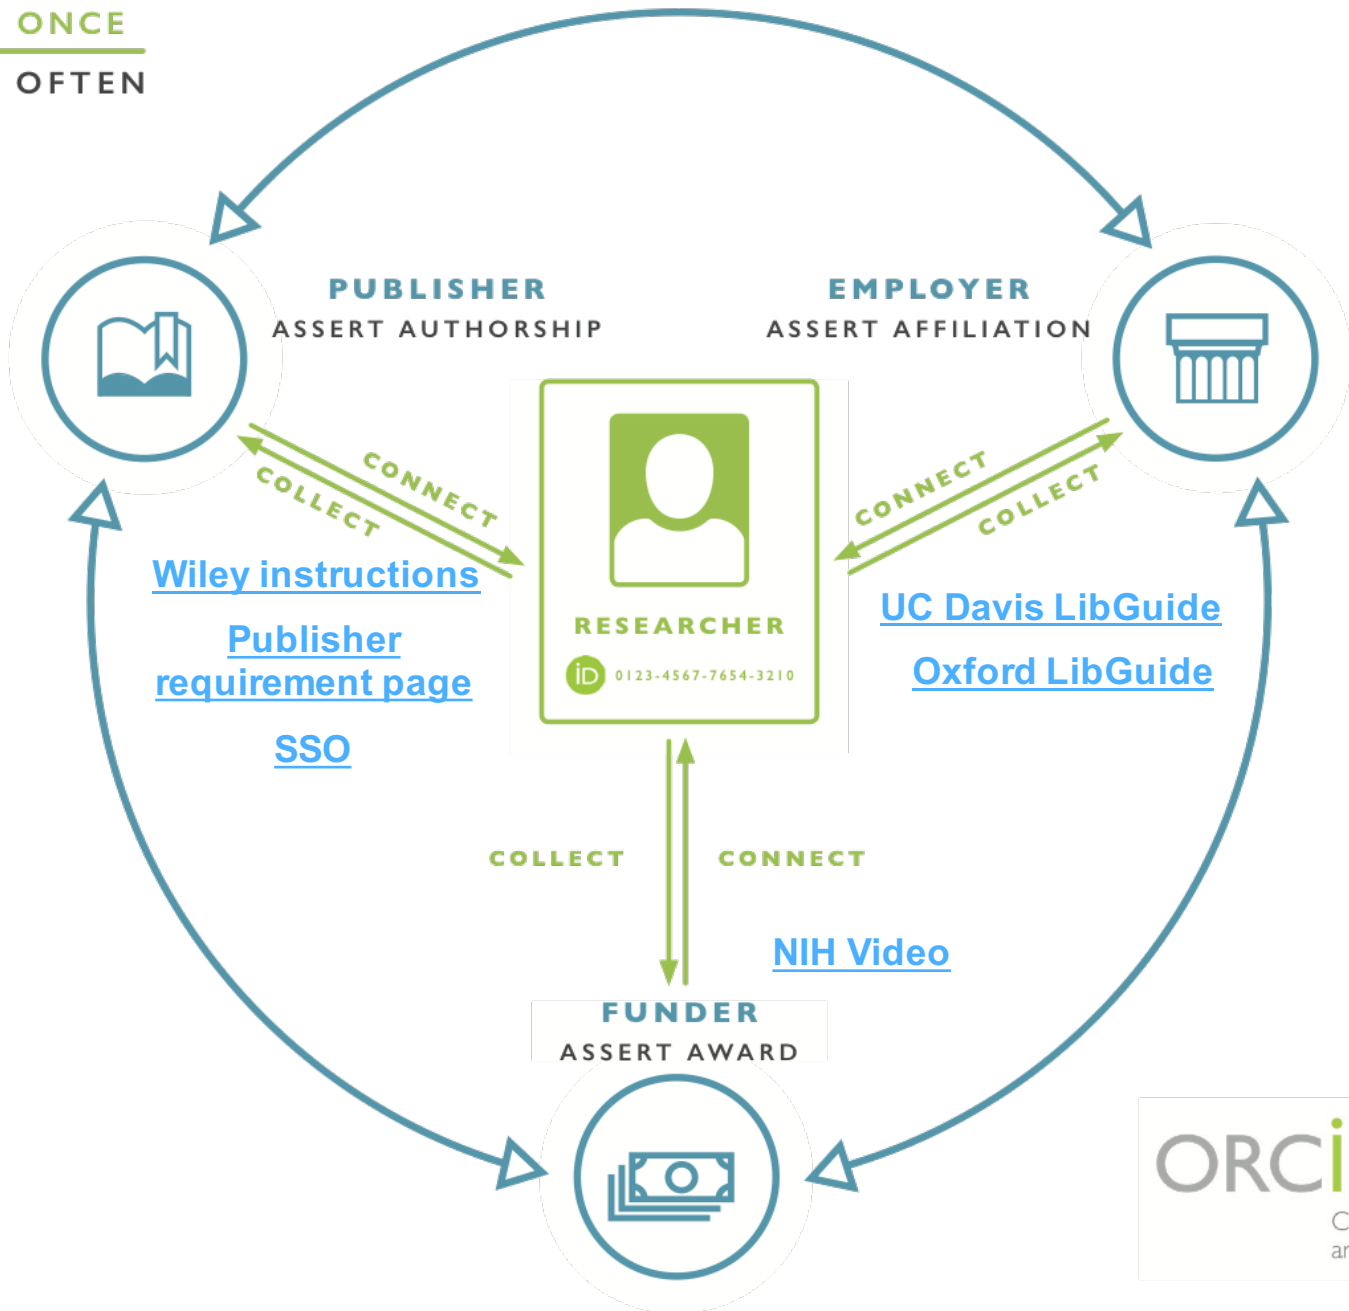 ONCE
OFTEN
PUBLISHER
ASSERT AUTHORSHIP
EMPLOYER
ASSERT AFFILIATION
CONNECT
COLLECT
CONNECT
COLLECT
Wiley instructions
Publisher
requirement page
SSO
RESEARCHER
iD 0123-4567-7654-3210
UC Davis LibGuide
Oxford LibGuide
COLLECT
CONNECT
NIH Video
FUNDER
ASSERT AWARD
ORCi